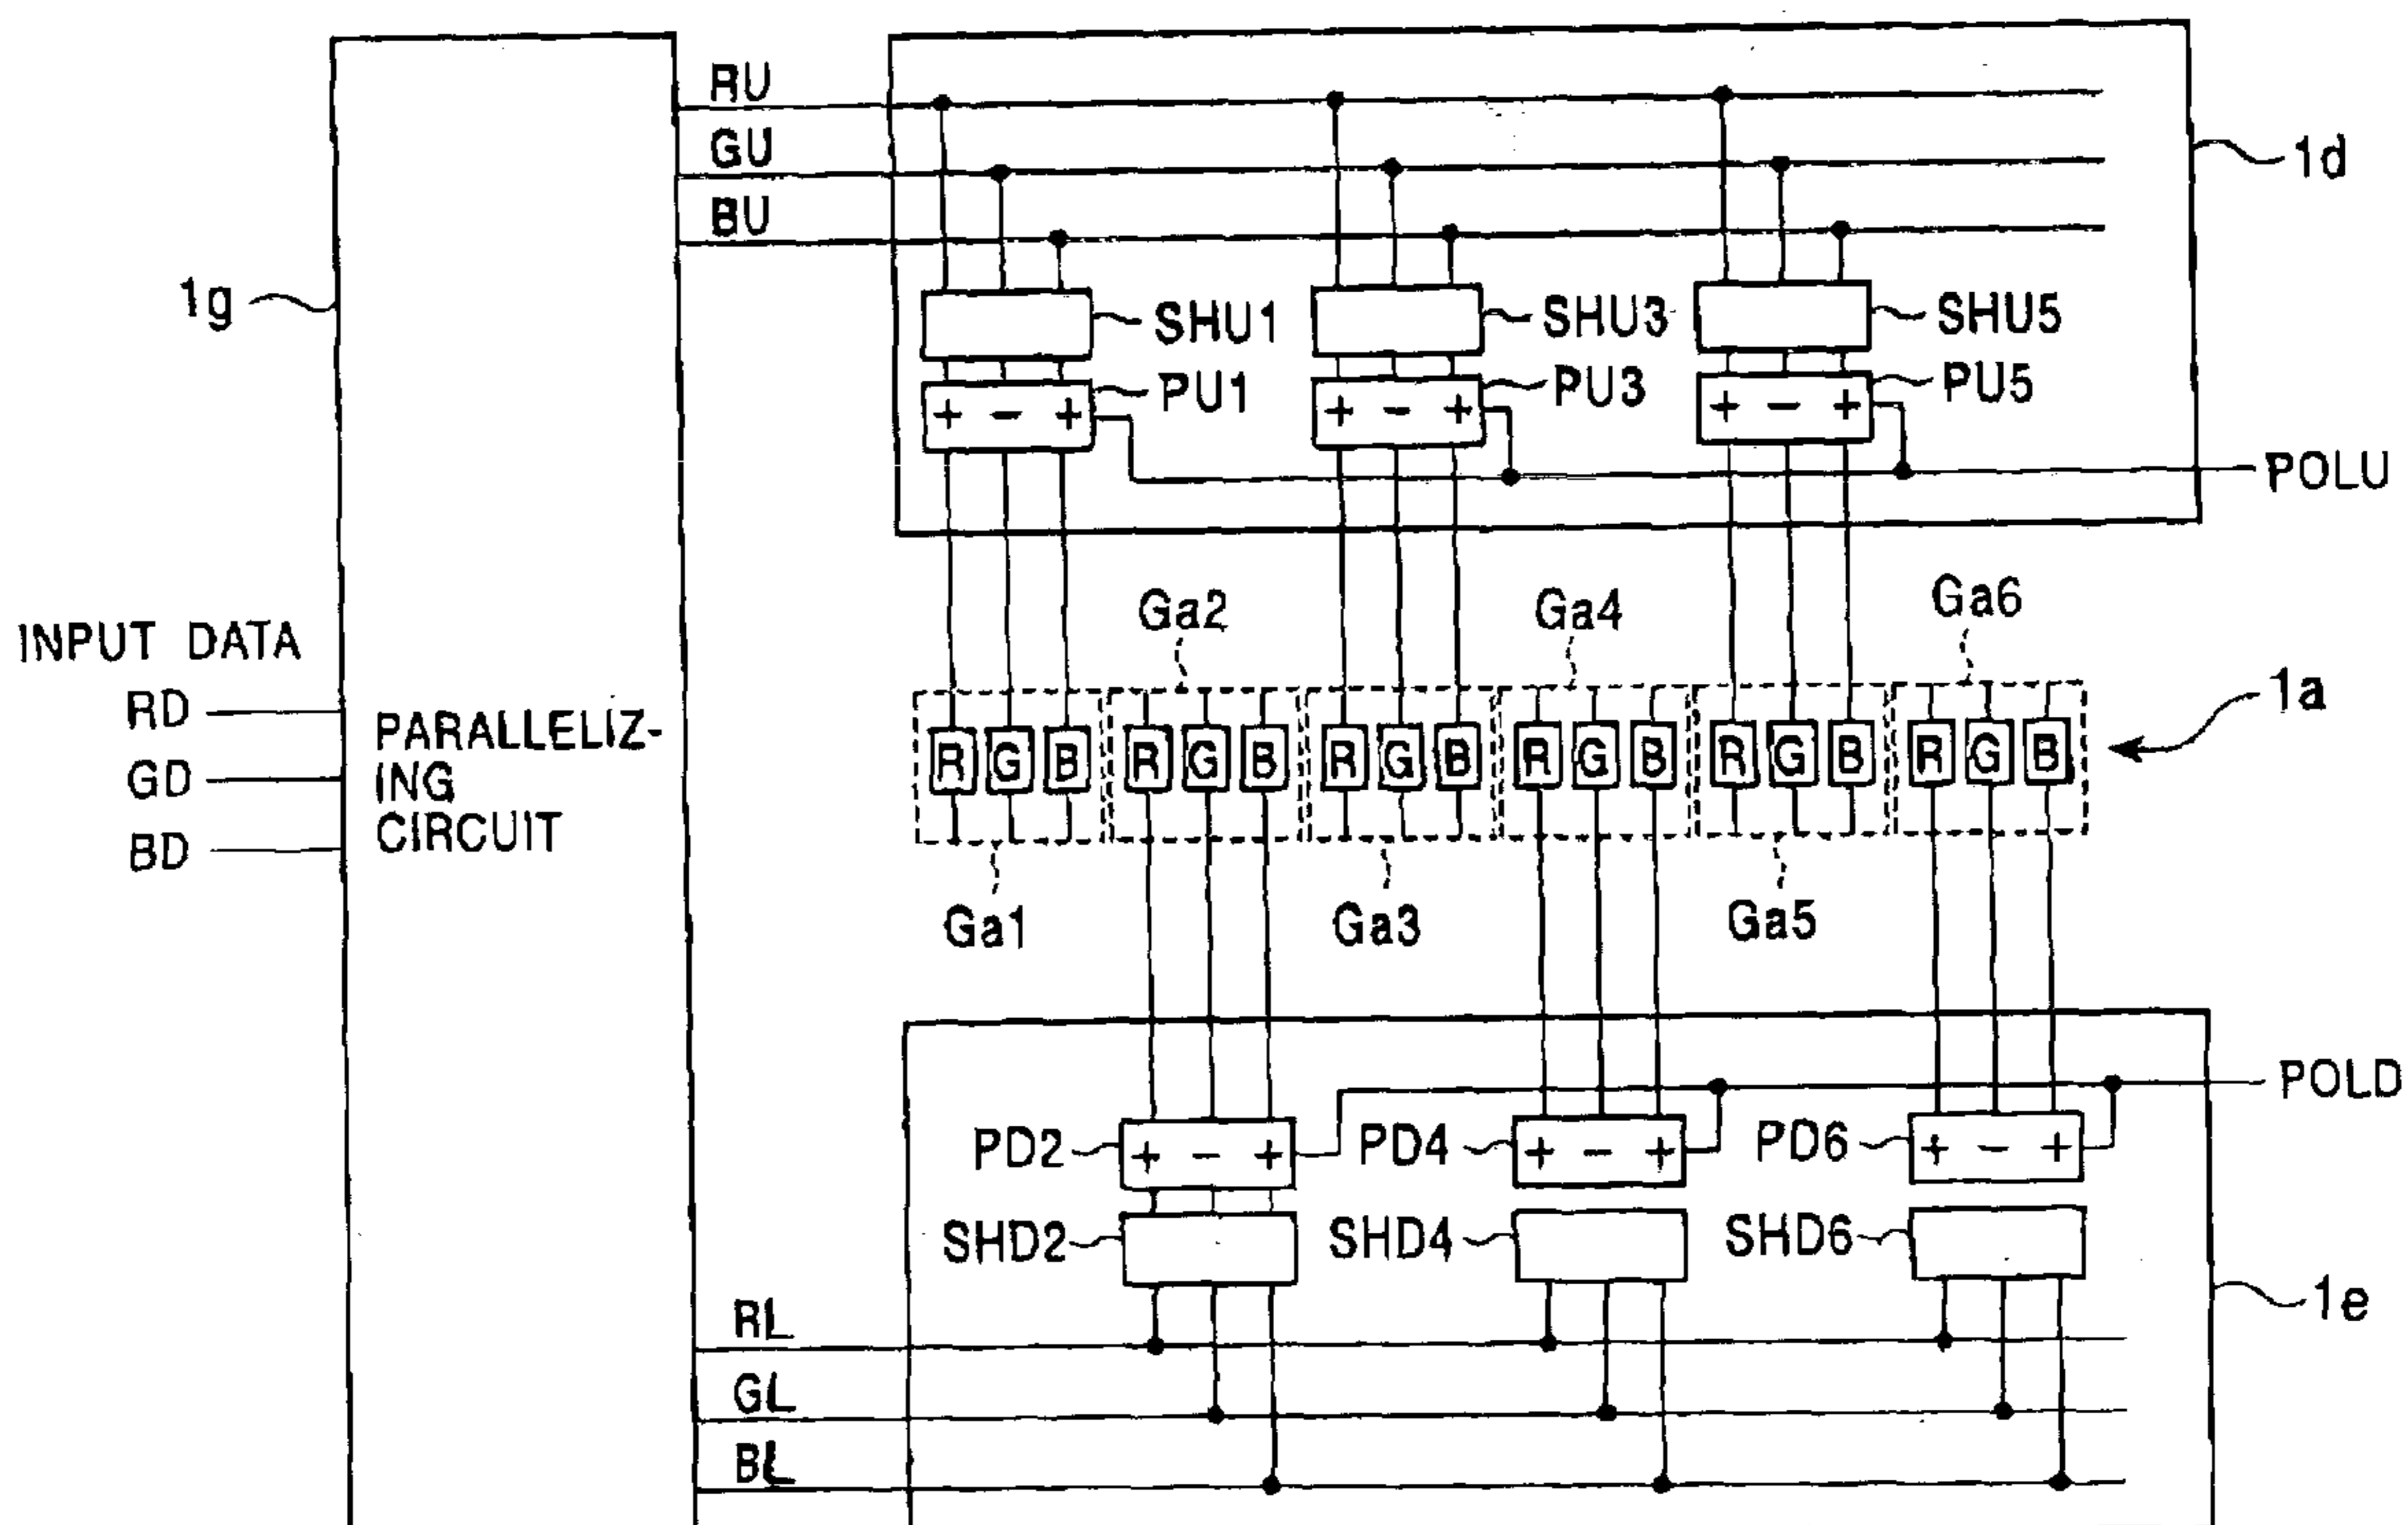 RU
GU
BU
1d
1g
SHU1
SHU3
SHU5
PU1
PU3
PU5
+ − +
+ − +
+ − +
POLU
INPUT DATA
RD
GD
BD
PARALLELIZ-
ING
CIRCUIT
Ga2
Ga4
Ga6
1a
R G B
R G B
R G B
R G B
R G B
R G B
Ga1
Ga3
Ga5
POLD
PD2
+ − +
PD4
+ − +
PD6
+ − +
SHD2
SHD4
SHD6
1e
RL
GL
BL